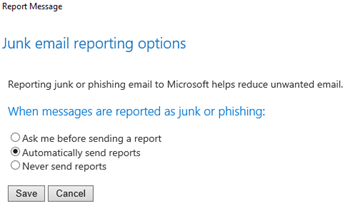 Report Message
Junk email reporting options
Reporting junk or phishing email to Microsoft helps reduce unwanted email.
When messages are reported as junk or phishing:
Ask me before sending a report
Automatically send reports
Never send reports
Save Cancel